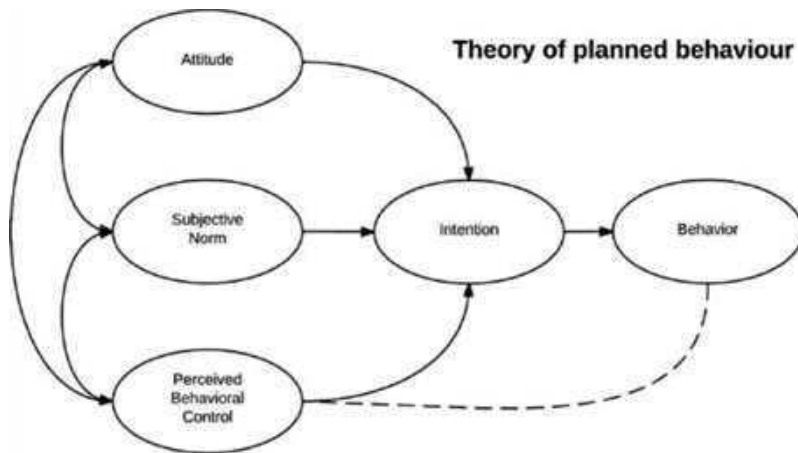 Theory of planned behaviour
Attitude
Subjective
Norm
Intention
Behavior
Perceived
Behavioral
Control